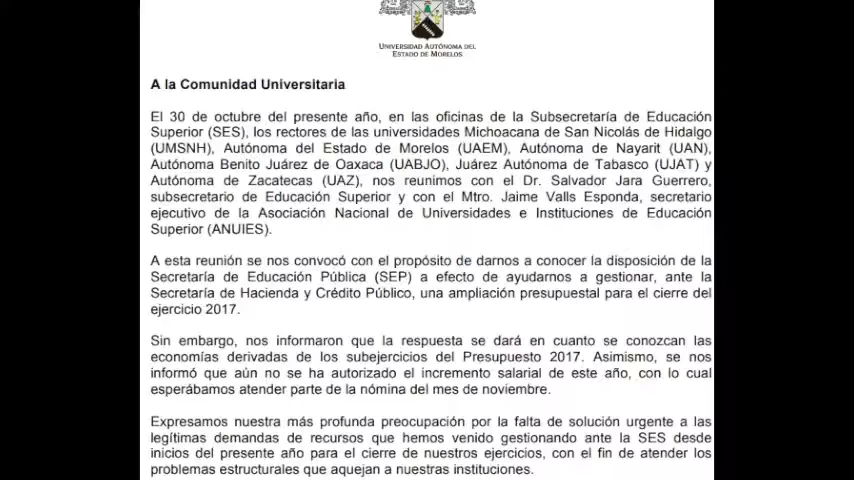 UNIVERSIDAD AUTÓNOMA DEL
ESTADO DE MORELOS
A la Comunidad Universitaria
El 30 de octubre del presente año, en las oficinas de la Subsecretaría de Educación
Superior (SES), los rectores de las universidades Michoacana de San Nicolás de Hidalgo
(UMSNH), Autónoma del Estado de Morelos (UAEM), Autónoma de Nayarit (UAN),
Autónoma Benito Juárez de Oaxaca (UABJO), Juárez Autónoma de Tabasco (UJAT) y
Autónoma de Zacatecas (UAZ), nos reunimos con el Dr. Salvador Jara Guerrero,
subsecretario de Educación Superior y con el Mtro. Jaime Valls Esponda, secretario
ejecutivo de la Asociación Nacional de Universidades e Instituciones de Educación
Superior (ANUIES).
A esta reunión se nos convocó con el propósito de darnos a conocer la disposición de la
Secretaría de Educación Pública (SEP) a efecto de ayudarnos a gestionar, ante la
Secretaría de Hacienda y Crédito Público, una ampliación presupuestal para el cierre del
ejercicio 2017.
Sin embargo, nos informaron que la respuesta se dará en cuanto se conozcan las
economías derivadas de los subejercicios del Presupuesto 2017. Asimismo, se nos
informó que aún no se ha autorizado el incremento salarial de este año, con lo cual
esperábamos atender parte de la nómina del mes de noviembre.
Expresamos nuestra más profunda preocupación por la falta de solución urgente a las
legítimas demandas de recursos que hemos venido gestionando ante la SES desde
inicios del presente año para el cierre de nuestros ejercicios, con el fin de atender los
problemas estructurales que aquejan a nuestras instituciones.